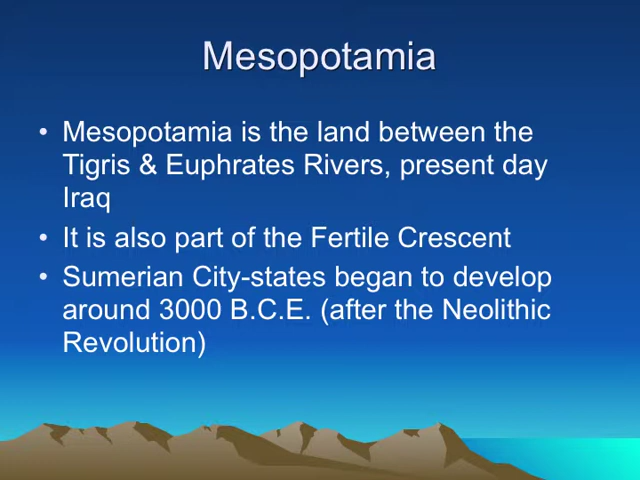 Mesopotamia
• Mesopotamia is the land between the
Tigris & Euphrates Rivers, present day
Iraq
• It is also part of the Fertile Crescent
• Sumerian City-states began to develop
around 3000 B.C.E. (after the Neolithic
Revolution)